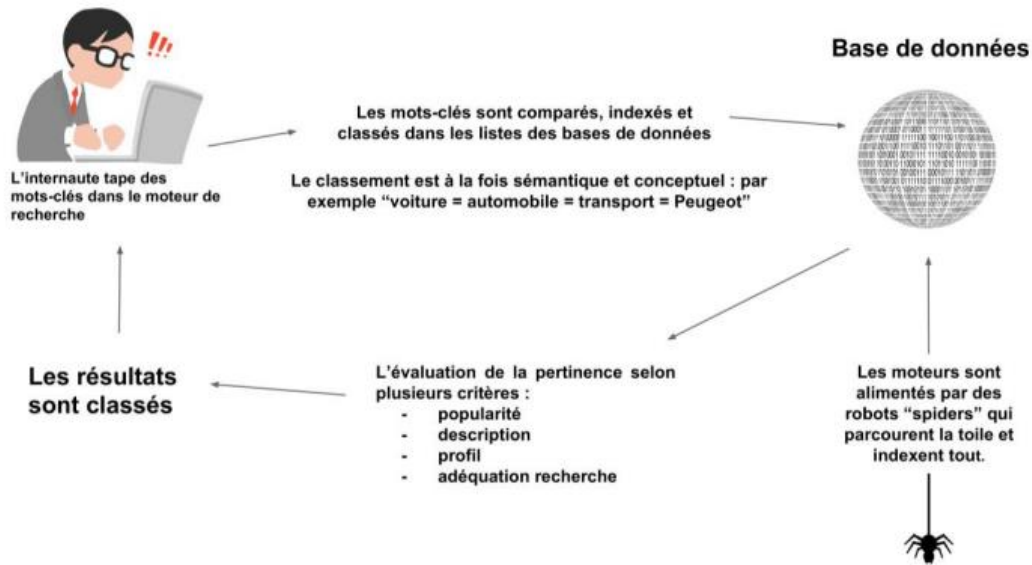 Base de données
Les mots-clés sont comparés, indexés et
classés dans les listes des bases de données
L'internaute tape des
mots-clés dans le moteur de
recherche
Le classement est à la fois sémantique et conceptuel : par
exemple “voiture = automobile = transport = Peugeot”
Les résultats
sont classés
L'évaluation de la pertinence selon
plusieurs critères :
- popularité
- description
- profil
- adéquation recherche
Les moteurs sont
alimentés par des
robots “spiders” qui
parcourent la toile et
indexent tout.